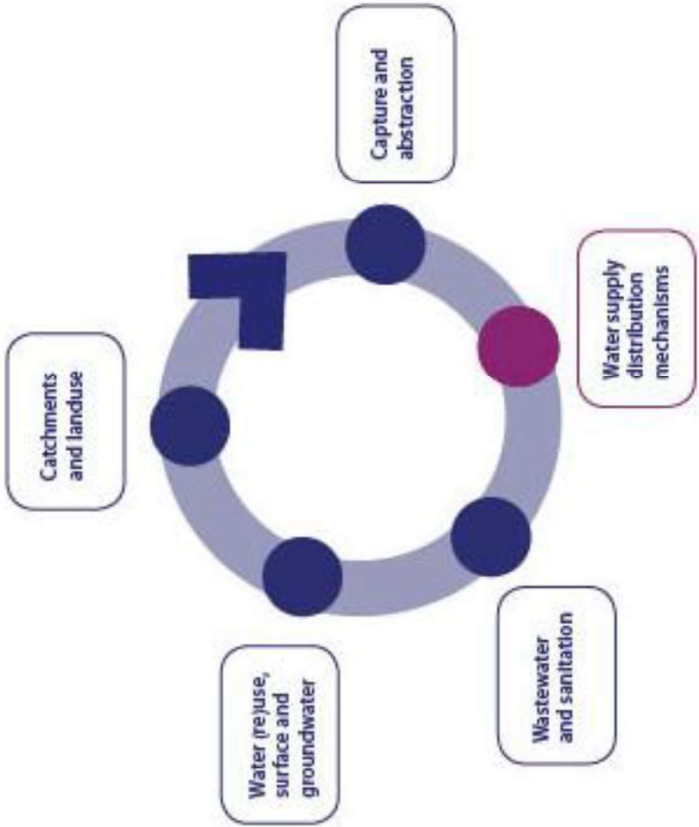 Catchments
and landuse
Capture and
abstraction
Water supply
distribution
mechanisms
Wastewater
and sanitation
Water (re)use,
surface and
groundwater